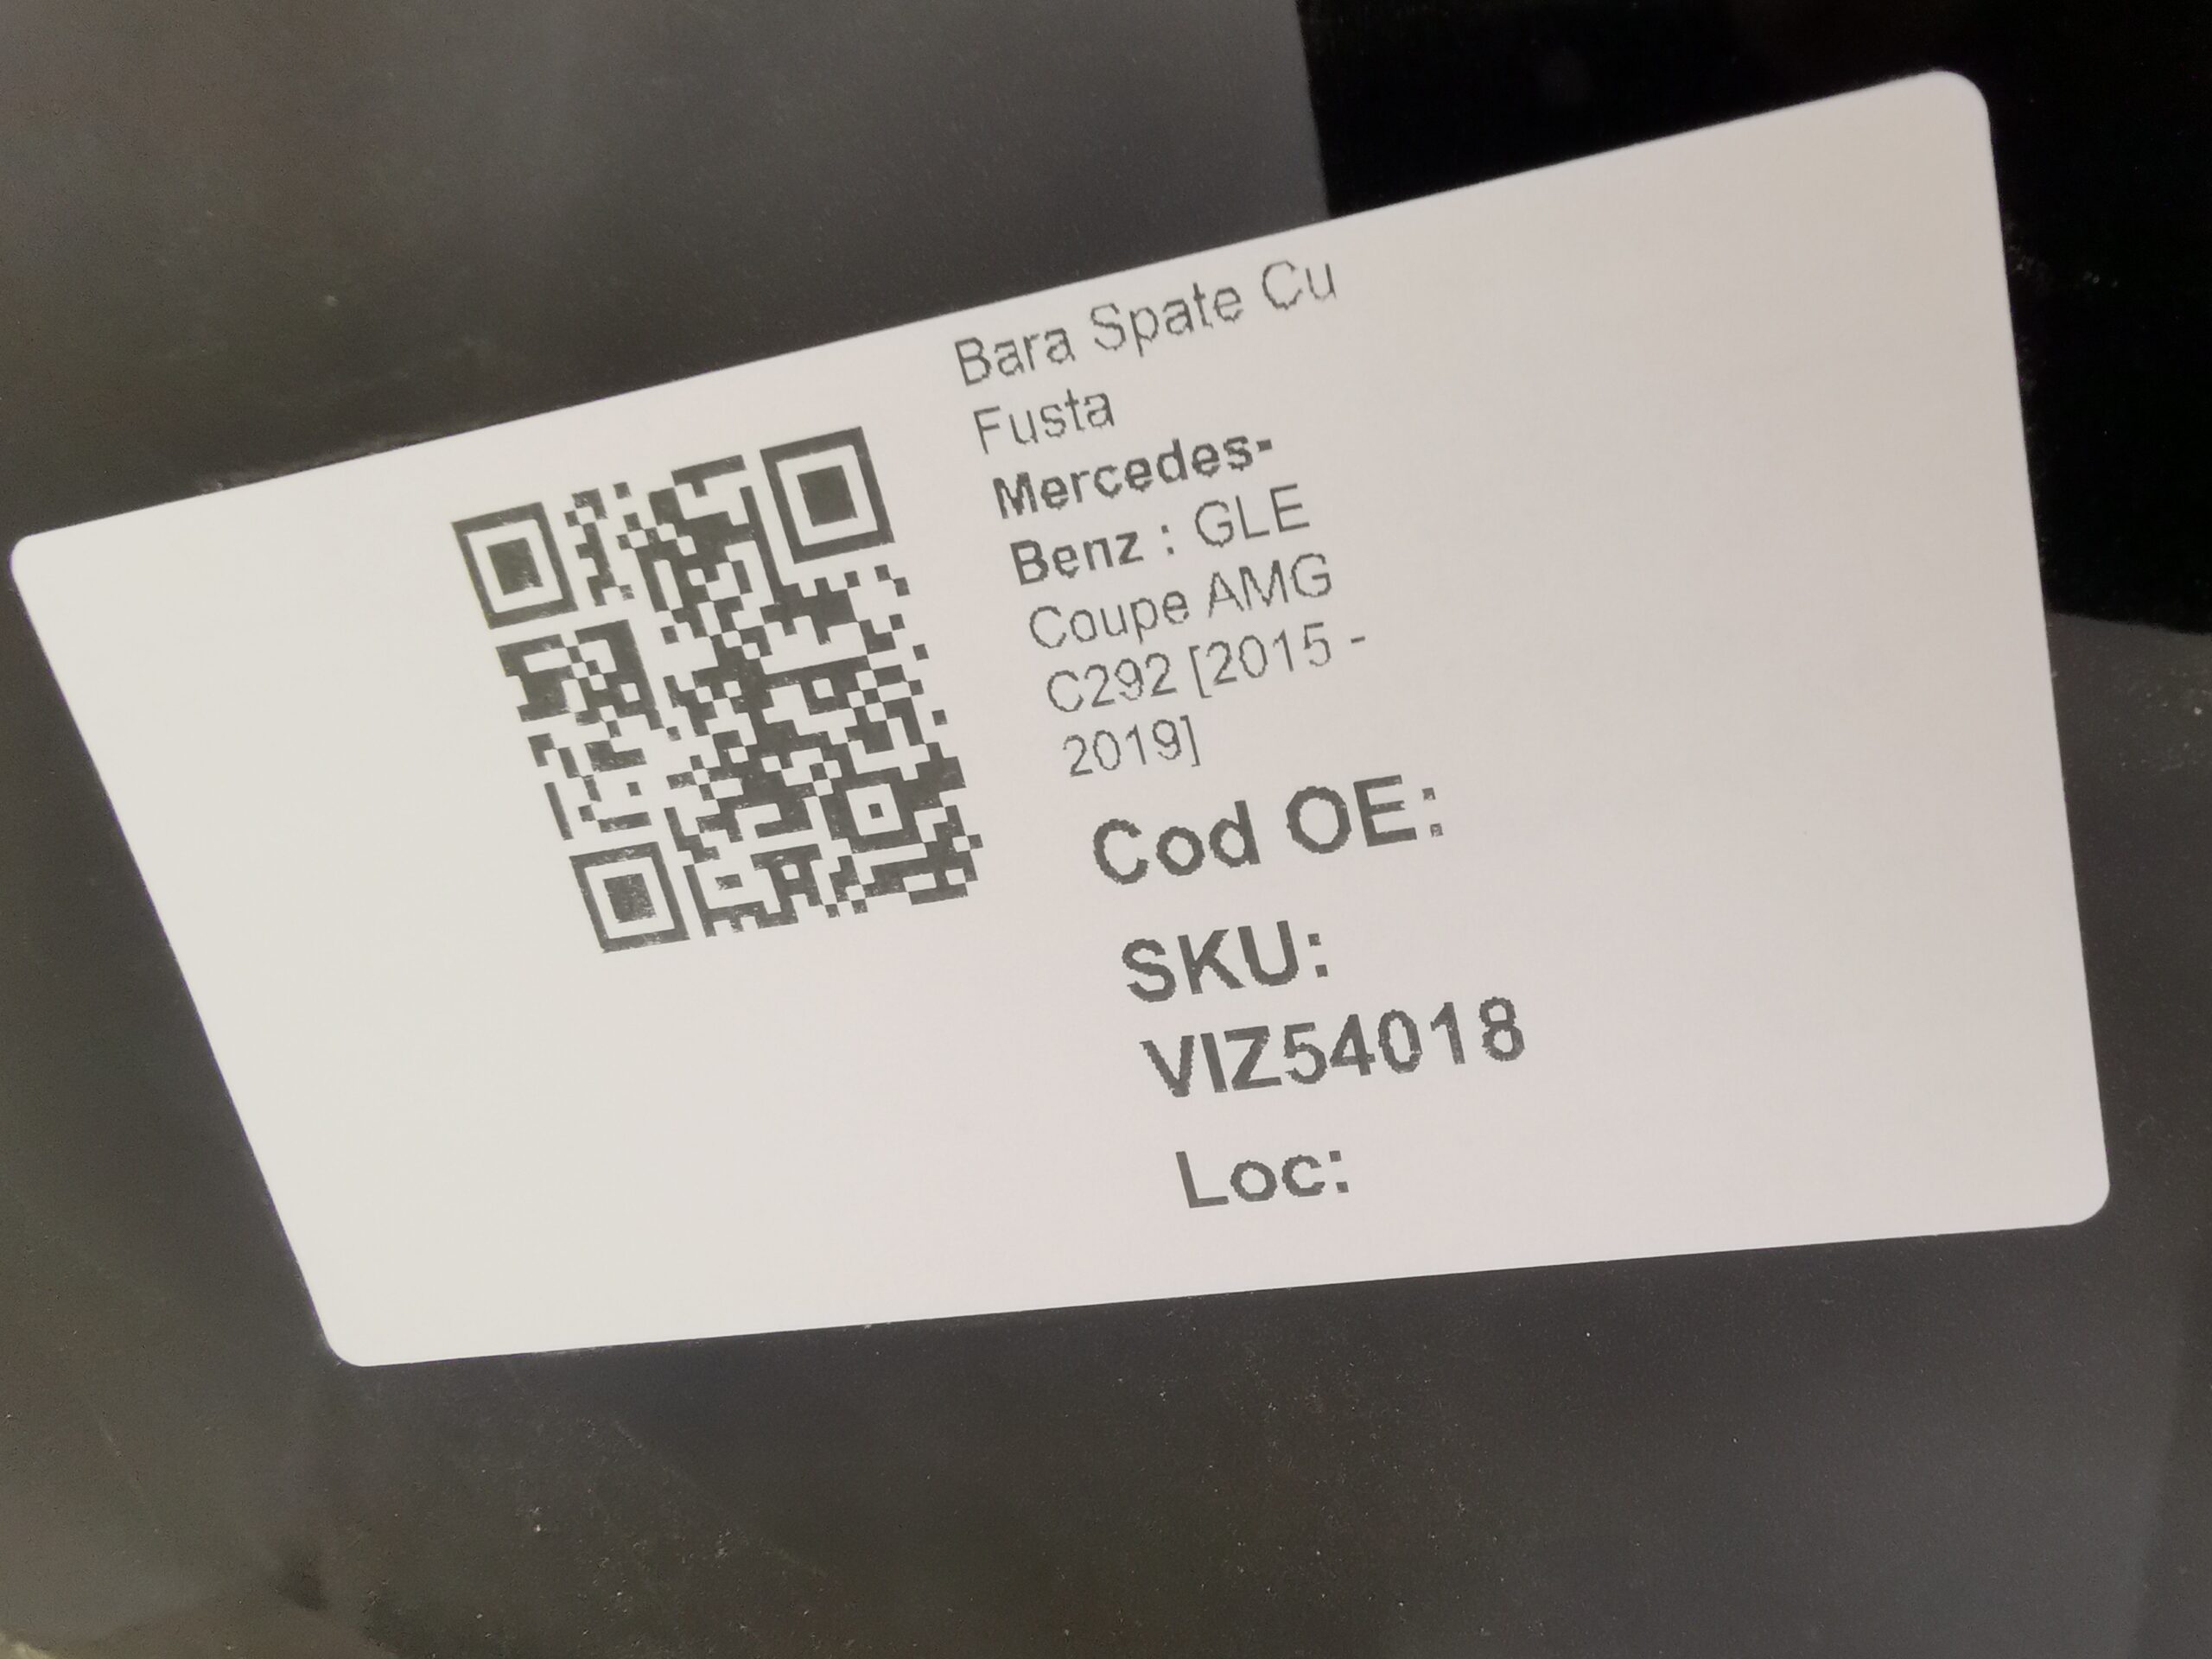 Bara Spate Cu
Fusta
Mercedes-
Benz : GLE
Coupe AMG
C292 [2015 -
2019]
Cod OE:
SKU:
VIZ54018
Loc: